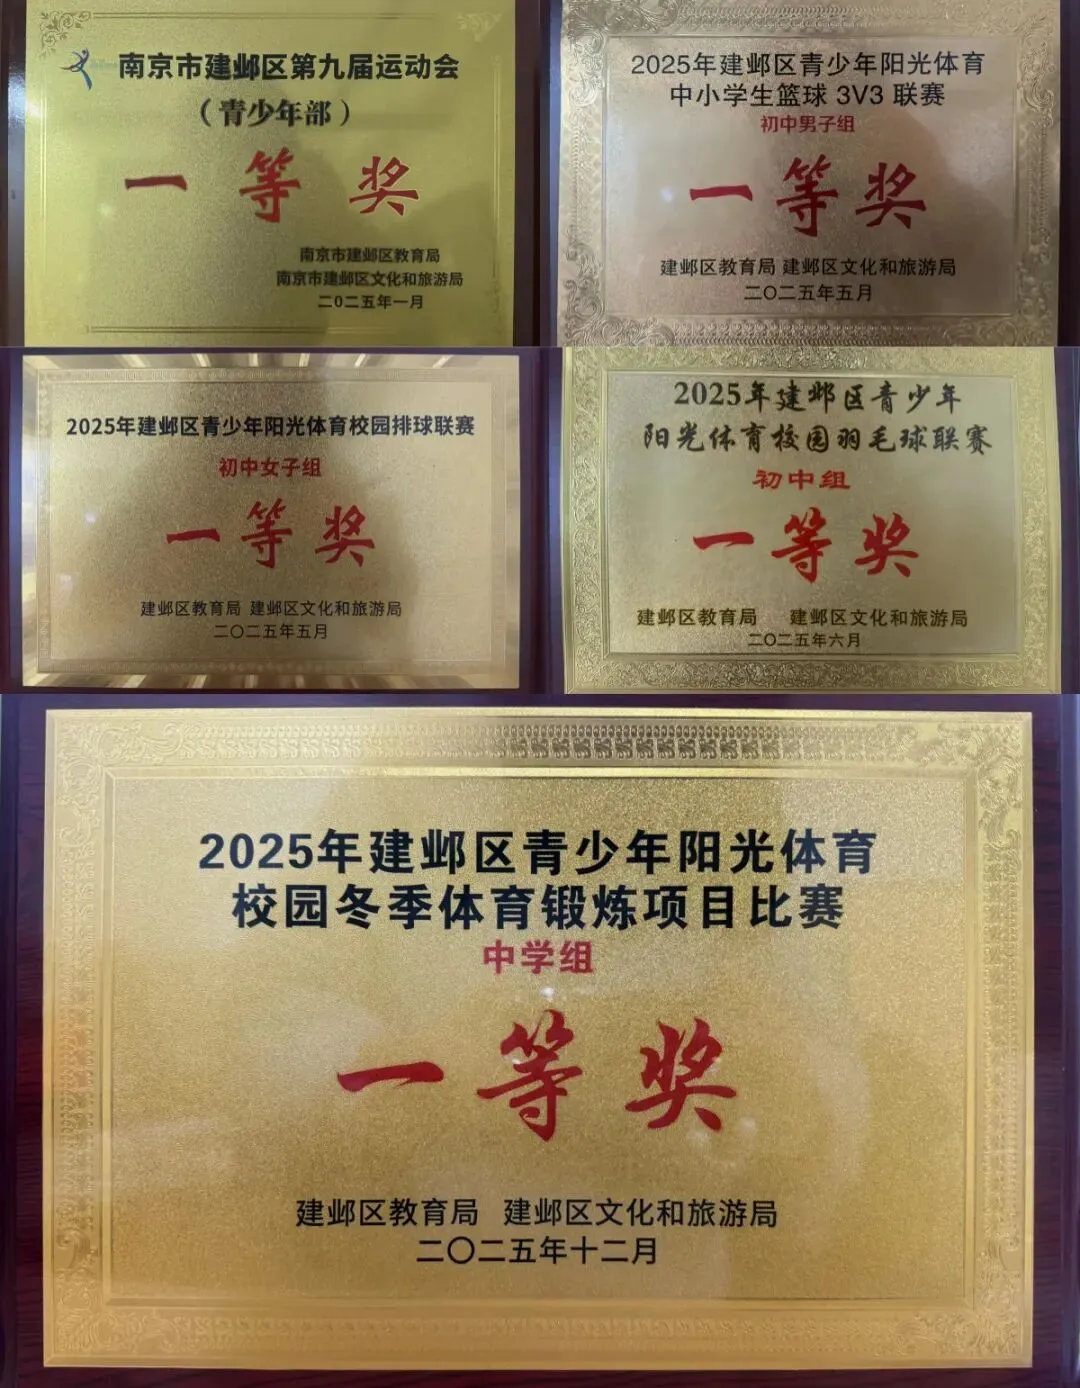 南京市建邺区第九届运动会
（青少年部）
一等奖
南京市建邺区教育局
南京市建邺区文化和旅游局
二0二五年一月
2025年建邺区青少年阳光体育
中小学生篮球 3V3 联赛
初中男子组
一等奖
建邺区教育局 建邺区文化和旅游局
二〇二五年五月
2025年建邺区青少年阳光体育校园排球联赛
初中女子组
一等奖
建邺区教育局 建邺区文化和旅游局
二〇二五年五月
2025年建邺区青少年
阳光体育校园羽毛球联赛
初中组
一等奖
建邺区教育局 建邺区文化和旅游局
二〇二五年六月
2025年建邺区青少年阳光体育
校园冬季体育锻炼项目比赛
中学组
一等奖
建邺区教育局 建邺区文化和旅游局
二〇二五年十二月